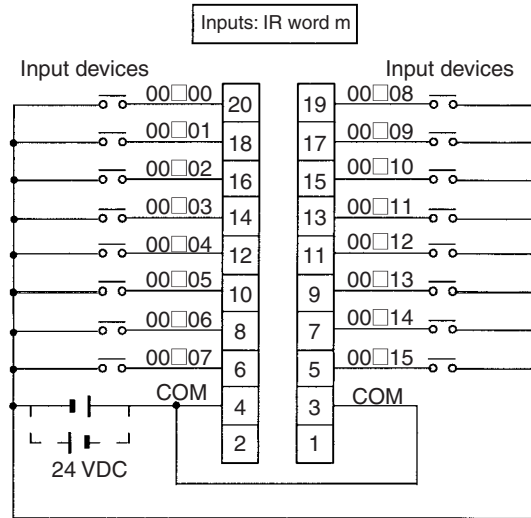 Inputs: IR word m
Input devices Input devices
00□00 20 19 00□08
00□01 18 17 00□09
00□02 16 15 00□10
00□03 14 13 00□11
00□04 12 11 00□12
00□05 10 9 00□13
00□06 8 7 00□14
00□07 6 5 00□15
COM 4 3 COM
2 1
24 VDC